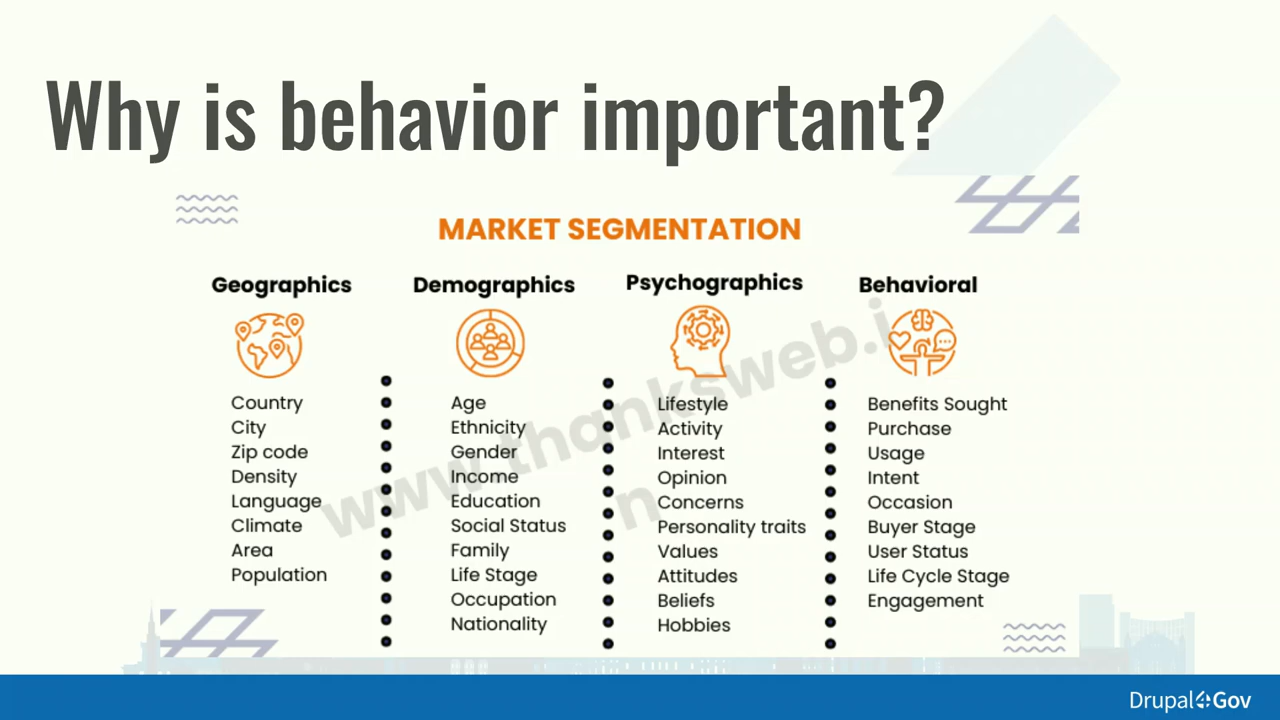 Why is behavior important?
MARKET SEGMENTATION
Geographics
Country
City
Zip code
Density
Language
Climate
Area
Population
Demographics
Age
Ethnicity
Gender
Income
Education
Social Status
Family
Life Stage
Occupation
Nationality
Psychographics
Lifestyle
Activity
Interest
Opinion
Concerns
Personality traits
Values
Attitudes
Beliefs
Hobbies
Behavioral
Benefits Sought
Purchase
Usage
Intent
Occasion
Buyer Stage
User Status
Life Cycle Stage
Engagement
www.thanksweb.i
n
Drupal4Gov